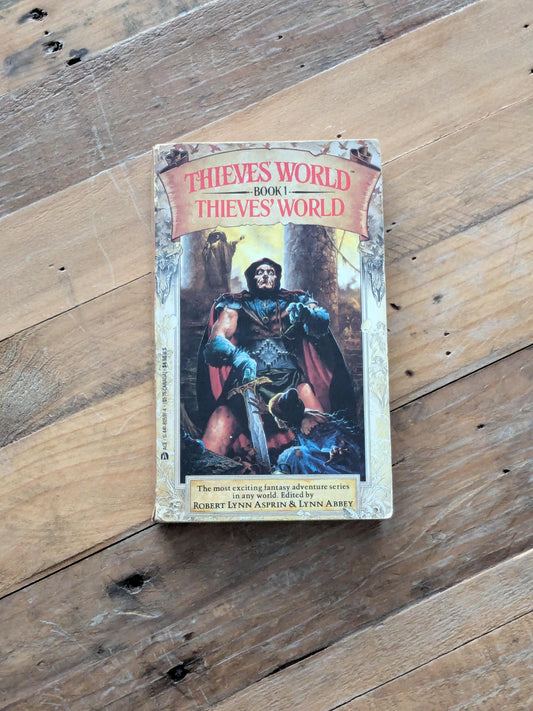 THIEVES' WORLD™
BOOK 1
THIEVES' WORLD
The most exciting fantasy adventure series
in any world. Edited by
ROBERT LYNN ASPRIN & LYNN ABBEY